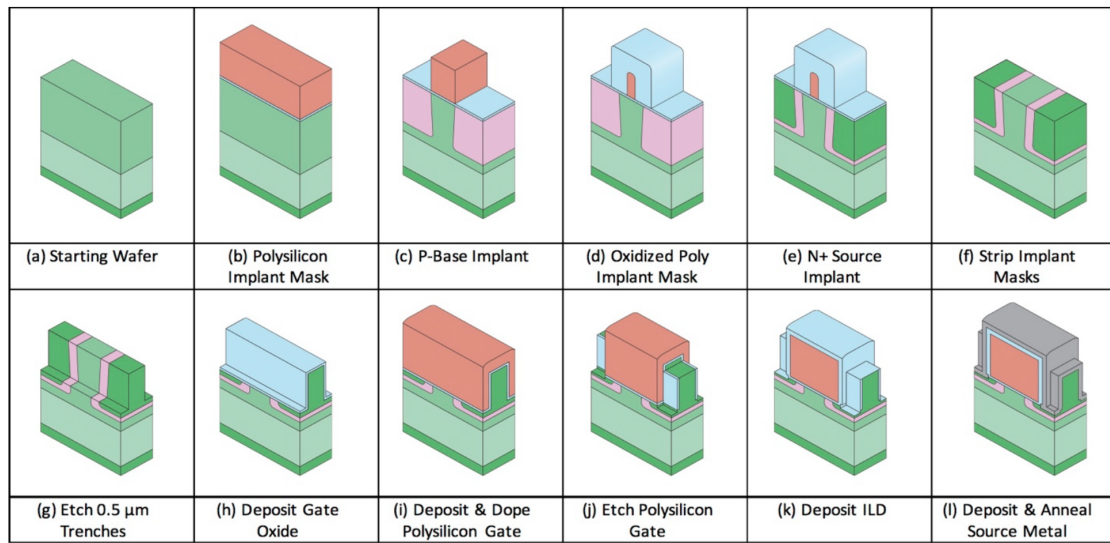 (a) Starting Wafer
(b) Polysilicon
Implant Mask
(c) P-Base Implant
(d) Oxidized Poly
Implant Mask
(e) N+ Source
Implant
(f) Strip Implant
Masks
(g) Etch 0.5 μm
Trenches
(h) Deposit Gate
Oxide
(i) Deposit & Dope
Polysilicon Gate
(j) Etch Polysilicon
Gate
(k) Deposit ILD
(l) Deposit & Anneal
Source Metal